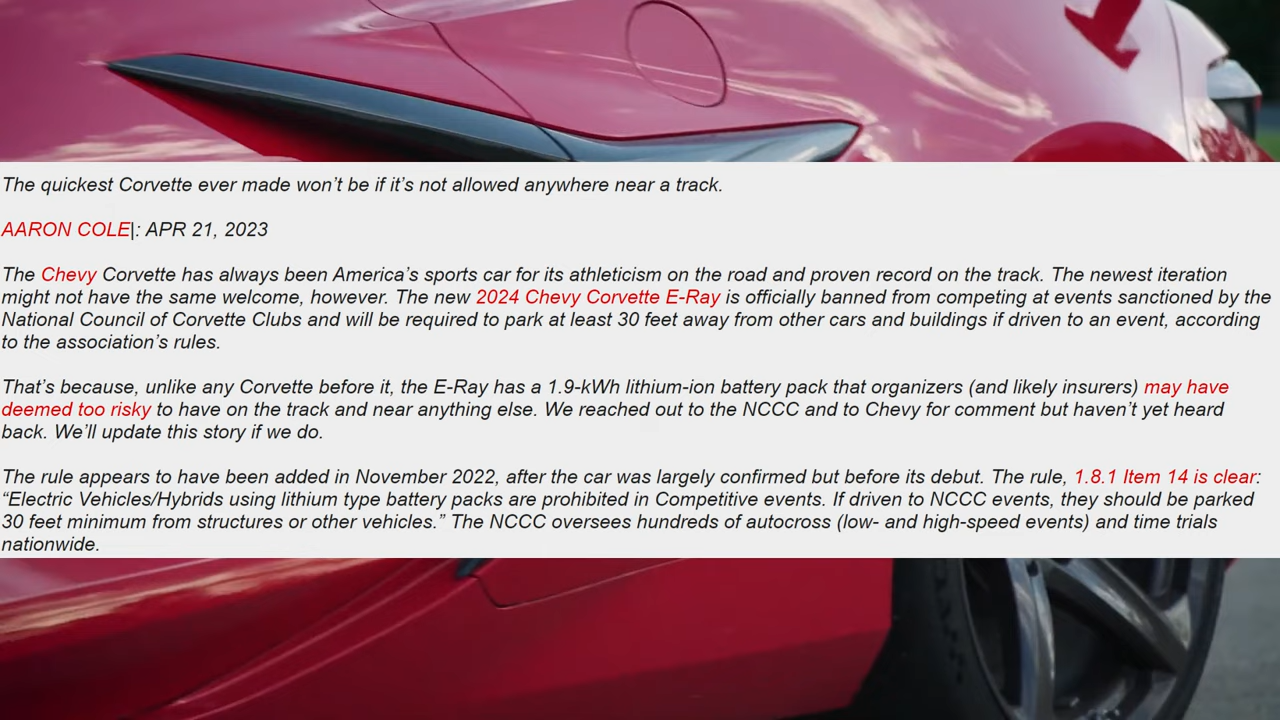 The quickest Corvette ever made won’t be if it’s not allowed anywhere near a track.
AARON COLE|: APR 21, 2023
The Chevy Corvette has always been America’s sports car for its athleticism on the road and proven record on the track. The newest iteration
might not have the same welcome, however. The new 2024 Chevy Corvette E-Ray is officially banned from competing at events sanctioned by the
National Council of Corvette Clubs and will be required to park at least 30 feet away from other cars and buildings if driven to an event, according
to the association’s rules.
That’s because, unlike any Corvette before it, the E-Ray has a 1.9-kWh lithium-ion battery pack that organizers (and likely insurers) may have
deemed too risky to have on the track and near anything else. We reached out to the NCCC and to Chevy for comment but haven’t yet heard
back. We’ll update this story if we do.
The rule appears to have been added in November 2022, after the car was largely confirmed but before its debut. The rule, 1.8.1 Item 14 is clear:
“Electric Vehicles/Hybrids using lithium type battery packs are prohibited in Competitive events. If driven to NCCC events, they should be parked
30 feet minimum from structures or other vehicles.” The NCCC oversees hundreds of autocross (low- and high-speed events) and time trials
nationwide.